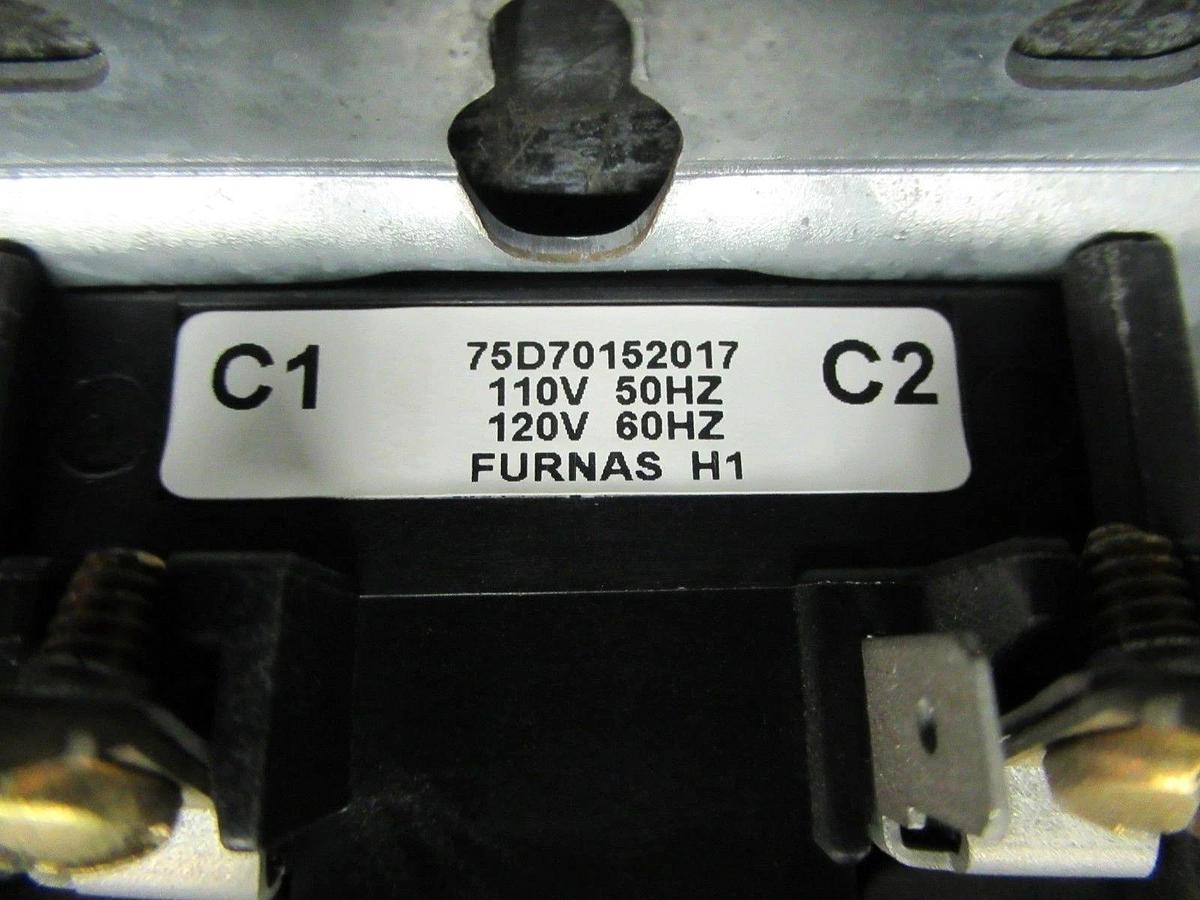 C1
75D70152017
110V 50HZ
120V 60HZ
FURNAS H1
C2